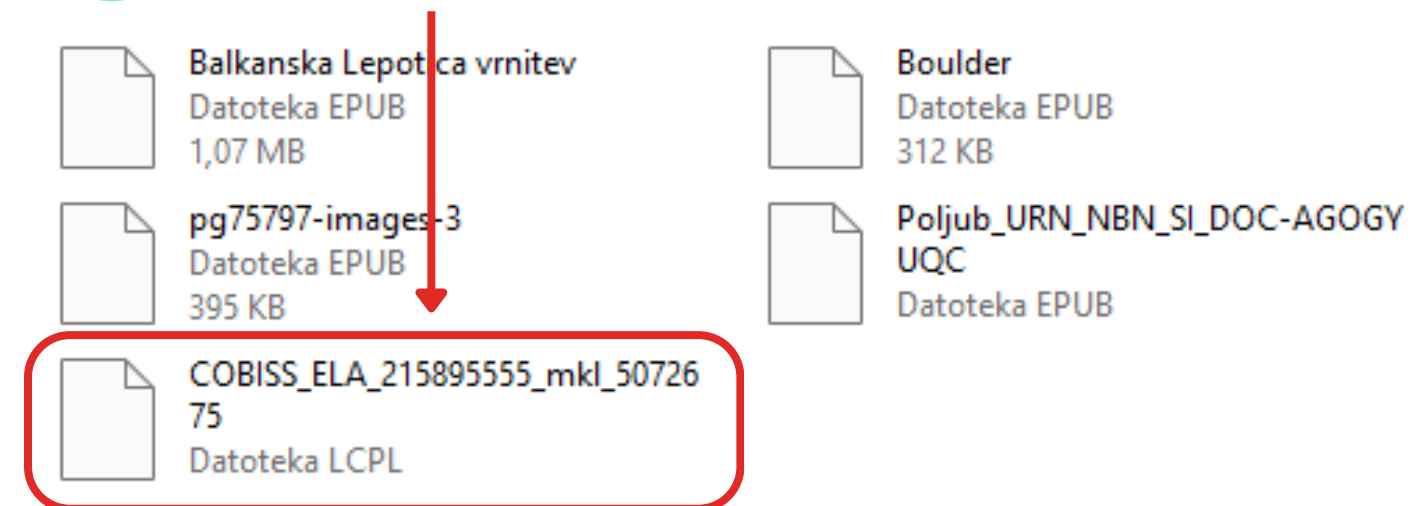 Balkanska Lepotica vrnitev
Datoteka EPUB
1,07 MB
Boulder
Datoteka EPUB
312 KB
pg75797-images-3
Datoteka EPUB
395 KB
Poljub_URN_NBN_SI_DOC-AGOGY
UQC
Datoteka EPUB
COBISS_ELA_215895555_mkl_50726
75
Datoteka LCPL